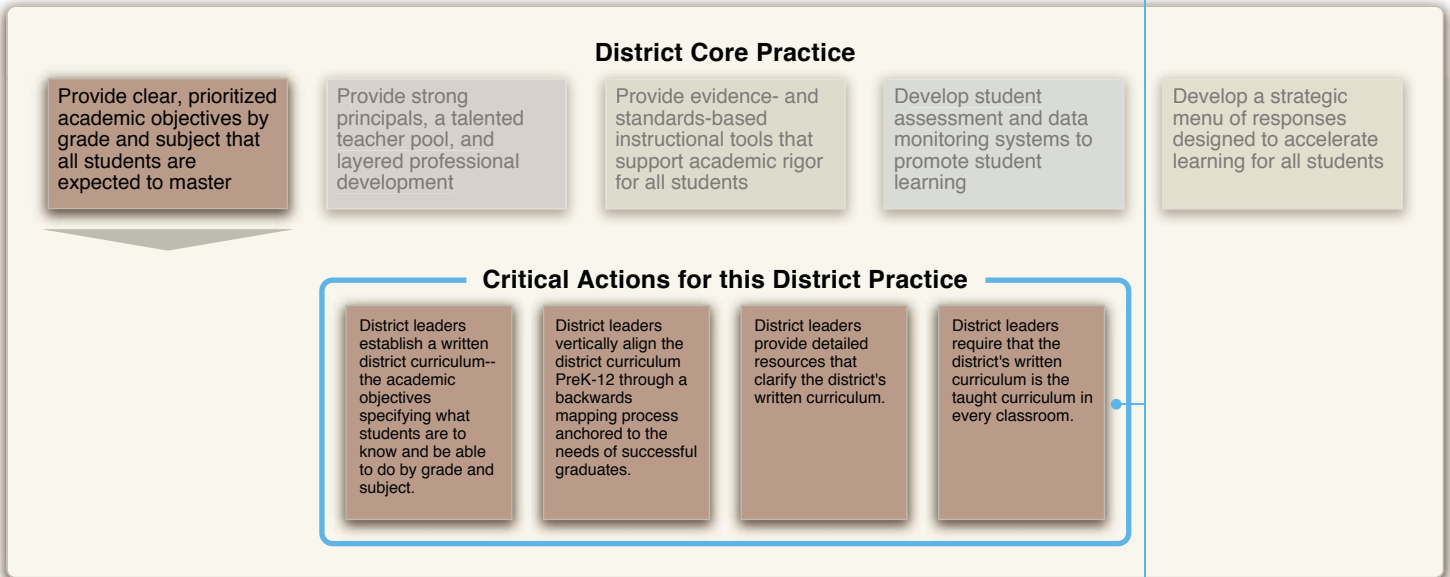 District Core Practice
Provide clear, prioritized
academic objectives by
grade and subject that
all students are
expected to master
Provide strong
principals, a talented
teacher pool, and
layered professional
development
Provide evidence- and
standards-based
instructional tools that
support academic rigor
for all students
Develop student
assessment and data
monitoring systems to
promote student
learning
Develop a strategic
menu of responses
designed to accelerate
learning for all students
Critical Actions for this District Practice
District leaders
establish a written
district curriculum--
the academic
objectives
specifying what
students are to
know and be able
to do by grade and
subject.
District leaders
vertically align the
district curriculum
PreK-12 through a
backwards
mapping process
anchored to the
needs of successful
graduates.
District leaders
provide detailed
resources that
clarify the district's
written curriculum.
District leaders
require that the
district's written
curriculum is the
taught curriculum in
every classroom.